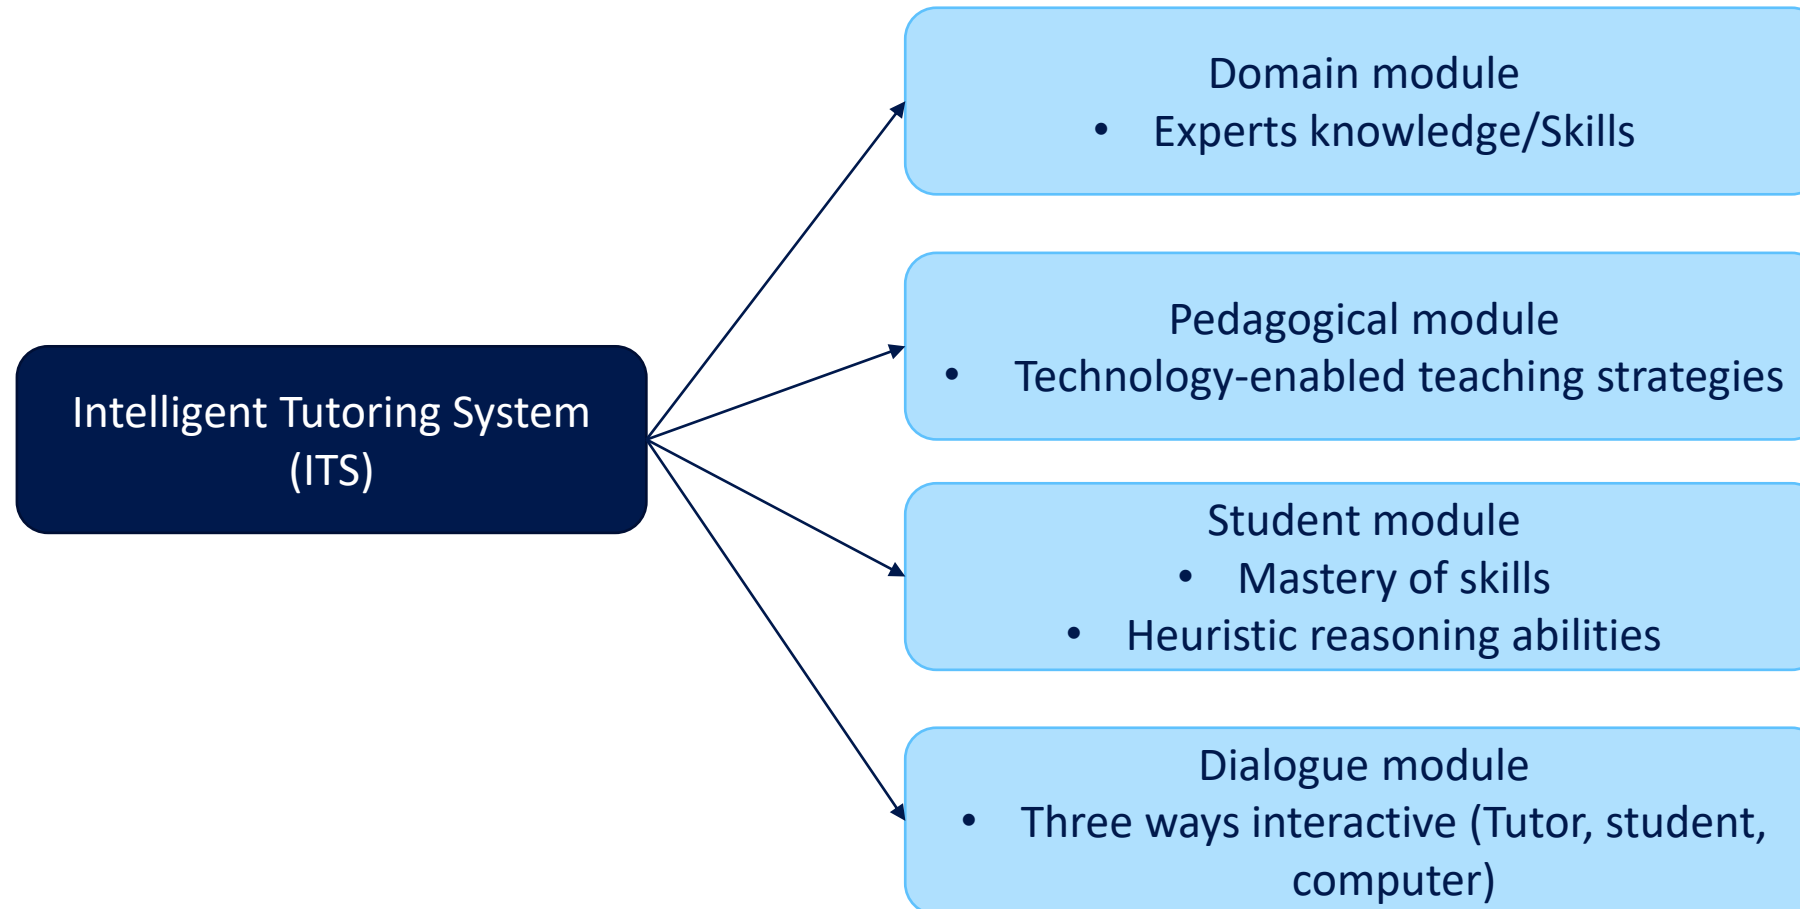 Domain module
• Experts knowledge/Skills
Pedagogical module
• Technology-enabled teaching strategies
Intelligent Tutoring System
(ITS)
Student module
• Mastery of skills
• Heuristic reasoning abilities
Dialogue module
• Three ways interactive (Tutor, student,
computer)